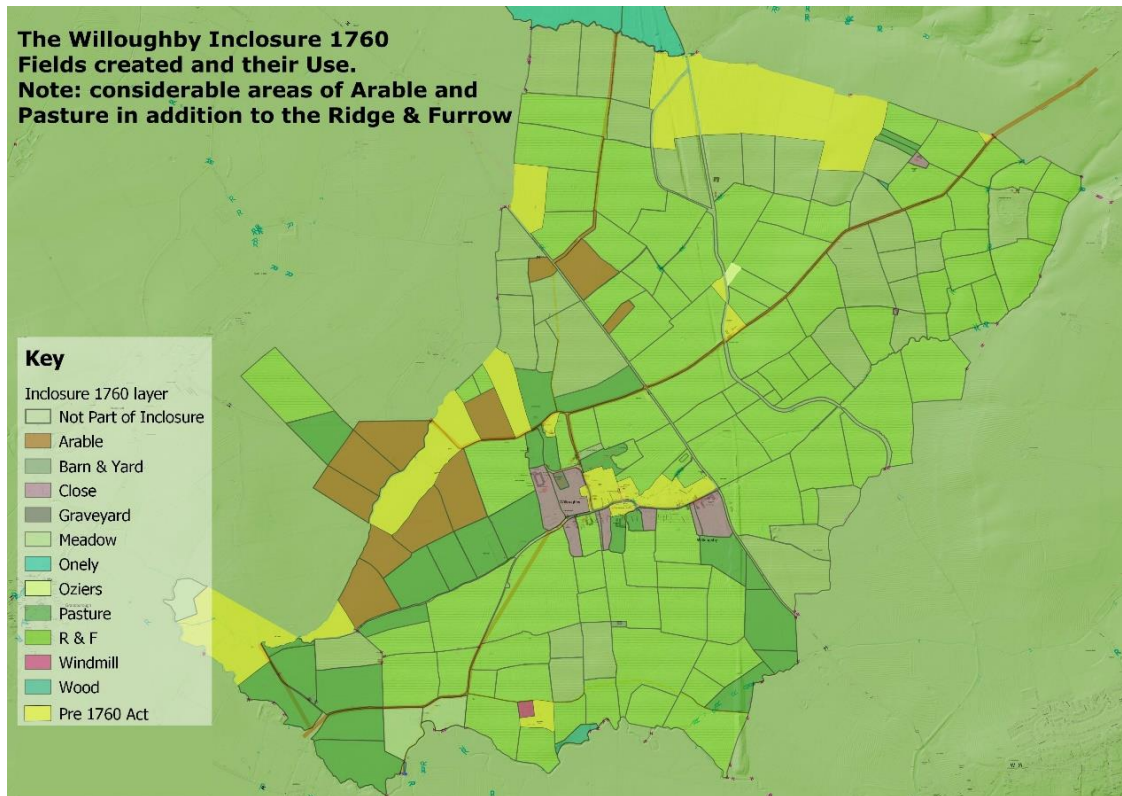 The Willoughby Inclosure 1760
Fields created and their Use.
Note: considerable areas of Arable and
Pasture in addition to the Ridge & Furrow
Key
Inclosure 1760 layer
Not Part of Inclosure
Arable
Barn & Yard
Close
Graveyard
Meadow
Onely
Oziers
Pasture
R & F
Windmill
Wood
Pre 1760 Act
Willoughby